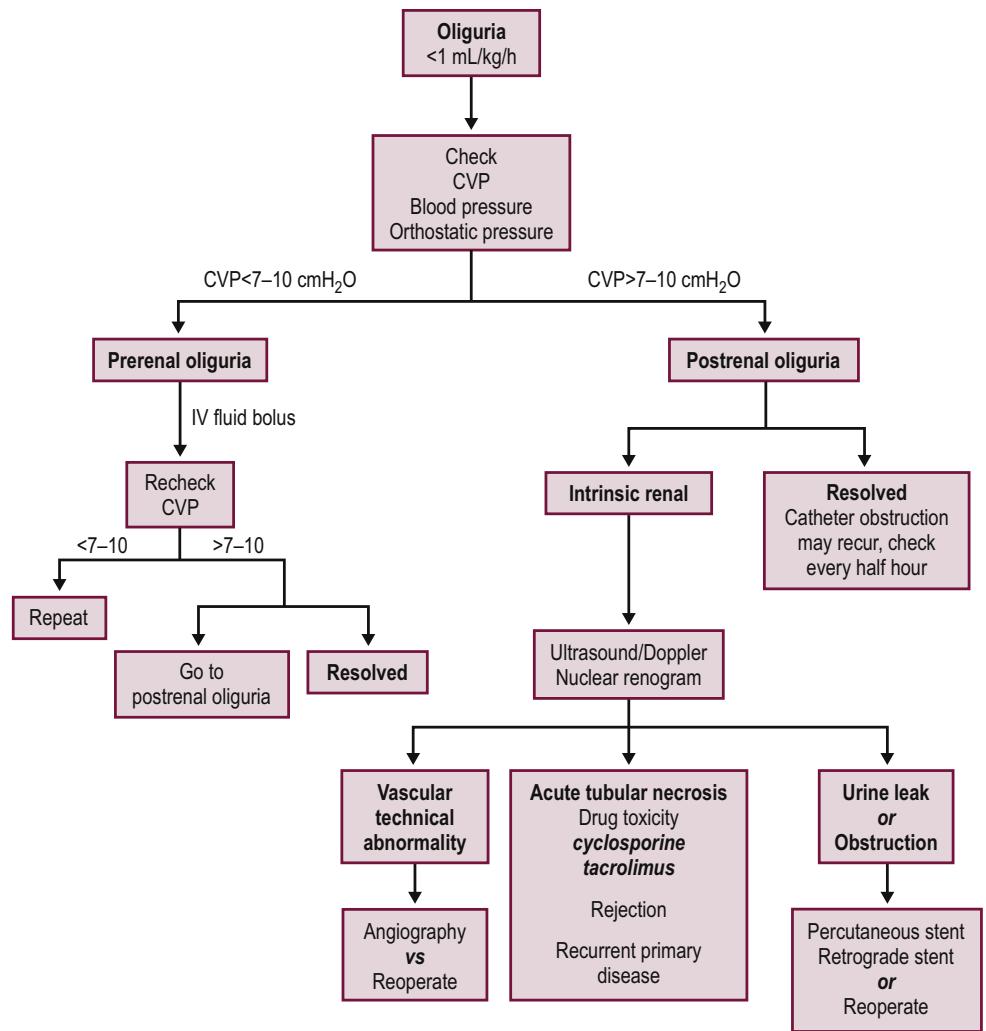 Oliguria
<1 mL/kg/h
Check
CVP
Blood pressure
Orthostatic pressure
CVP<7–10 cmH₂O
CVP>7–10 cmH₂O
Prerenal oliguria
Postrenal oliguria
IV fluid bolus
Recheck
CVP
<7–10
>7–10
Repeat
Go to
postrenal oliguria
Resolved
Intrinsic renal
Resolved
Catheter obstruction
may recur, check
every half hour
Ultrasound/Doppler
Nuclear renogram
Vascular
technical
abnormality
Angiography
vs
Reoperate
Acute tubular necrosis
Drug toxicity
cyclosporine
tacrolimus
Rejection
Recurrent primary
disease
Urine leak
or
Obstruction
Percutaneous stent
Retrograde stent
or
Reoperate